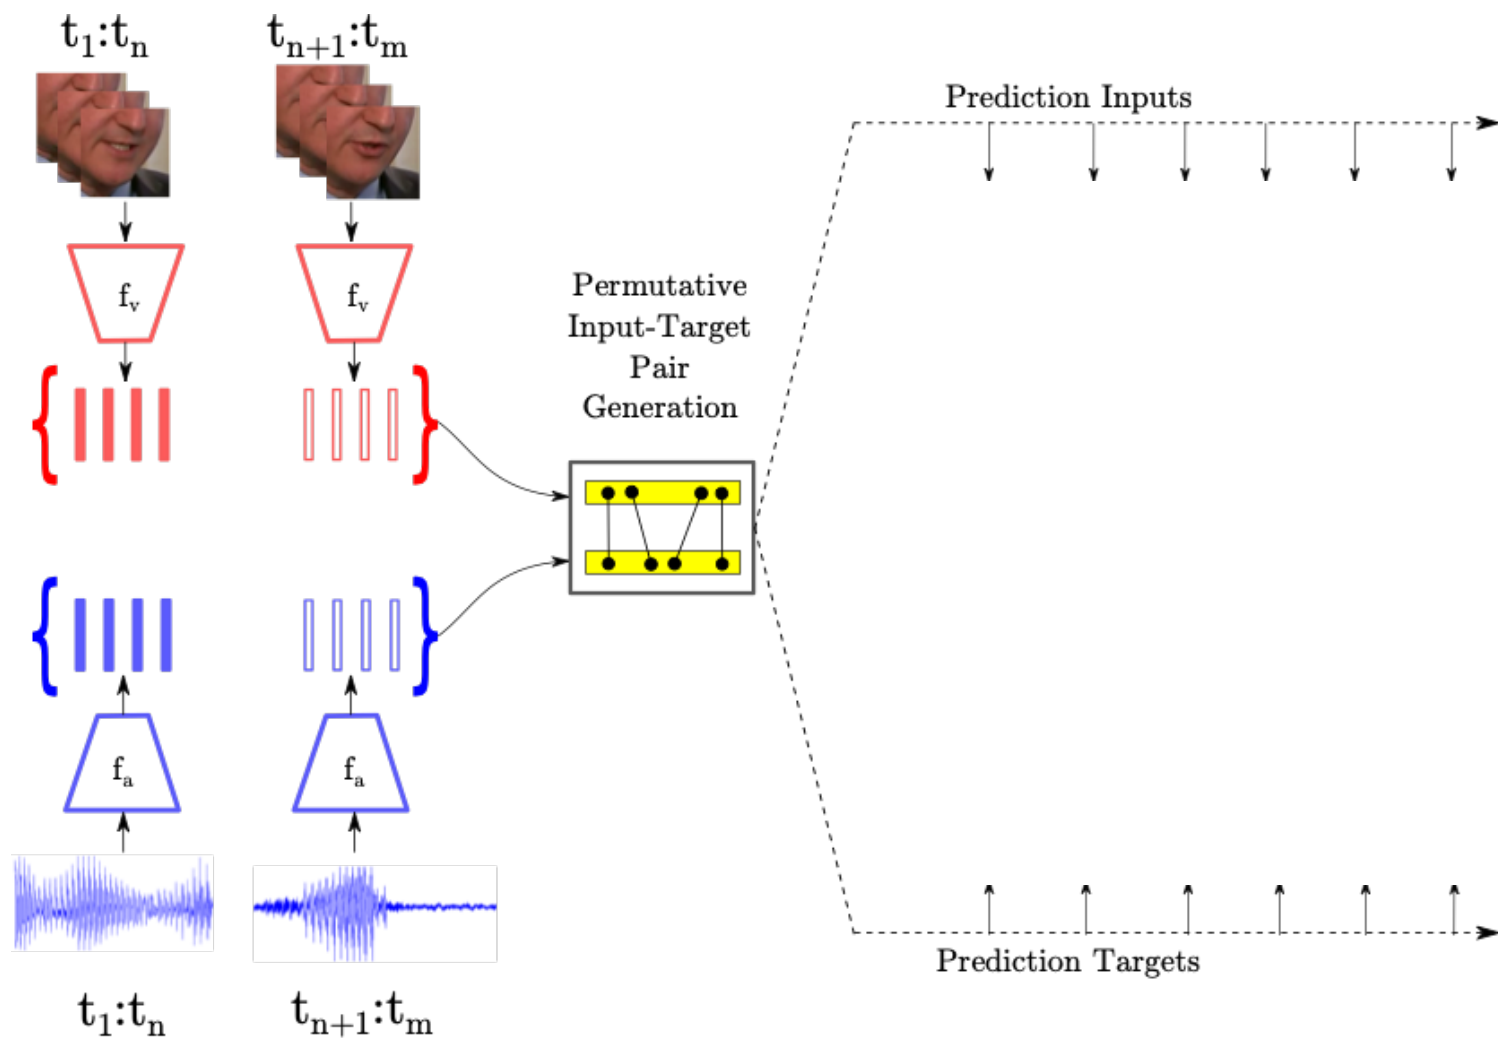 t₁:tₙ
tₙ₊₁:tₘ
Prediction Inputs
fᵥ
fᵥ
Permutative
Input-Target
Pair
Generation
fₐ
fₐ
Prediction Targets
t₁:tₙ
tₙ₊₁:tₘ